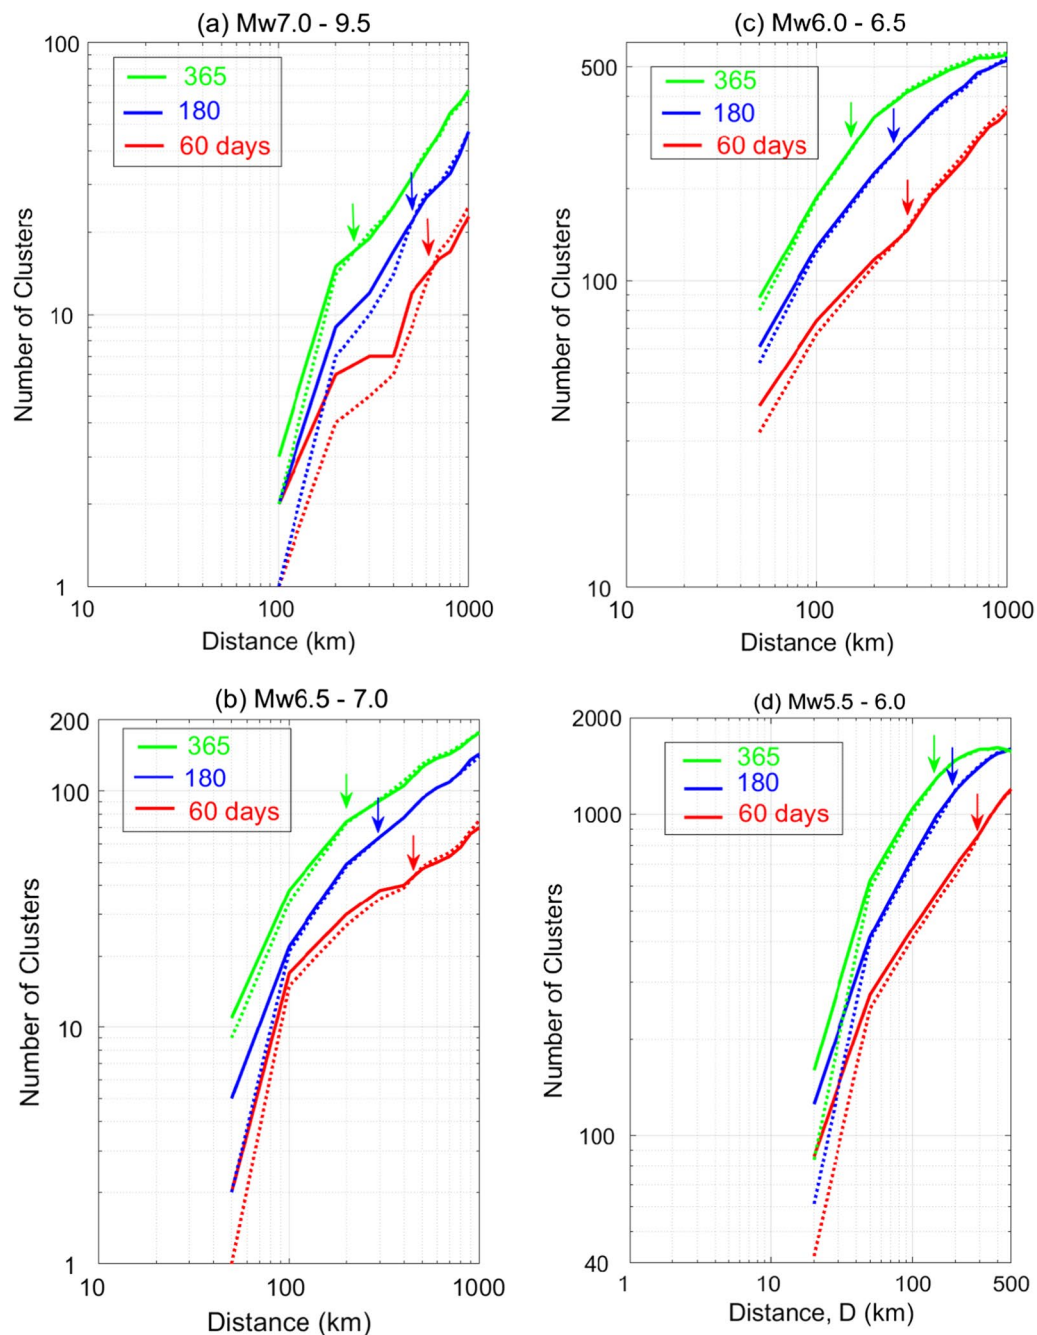 (a) Mw7.0 - 9.5
100
10
1
365
180
60 days
Number of Clusters
10
100
1000
Distance (km)
(c) Mw6.0 - 6.5
500
100
10
365
180
60 days
Number of Clusters
10
100
1000
Distance (km)
(b) Mw6.5 - 7.0
200
100
10
1
365
180
60 days
Number of Clusters
10
100
1000
Distance (km)
(d) Mw5.5 - 6.0
2000
1000
100
40
365
180
60 days
Number of Clusters
1
10
100
500
Distance, D (km)